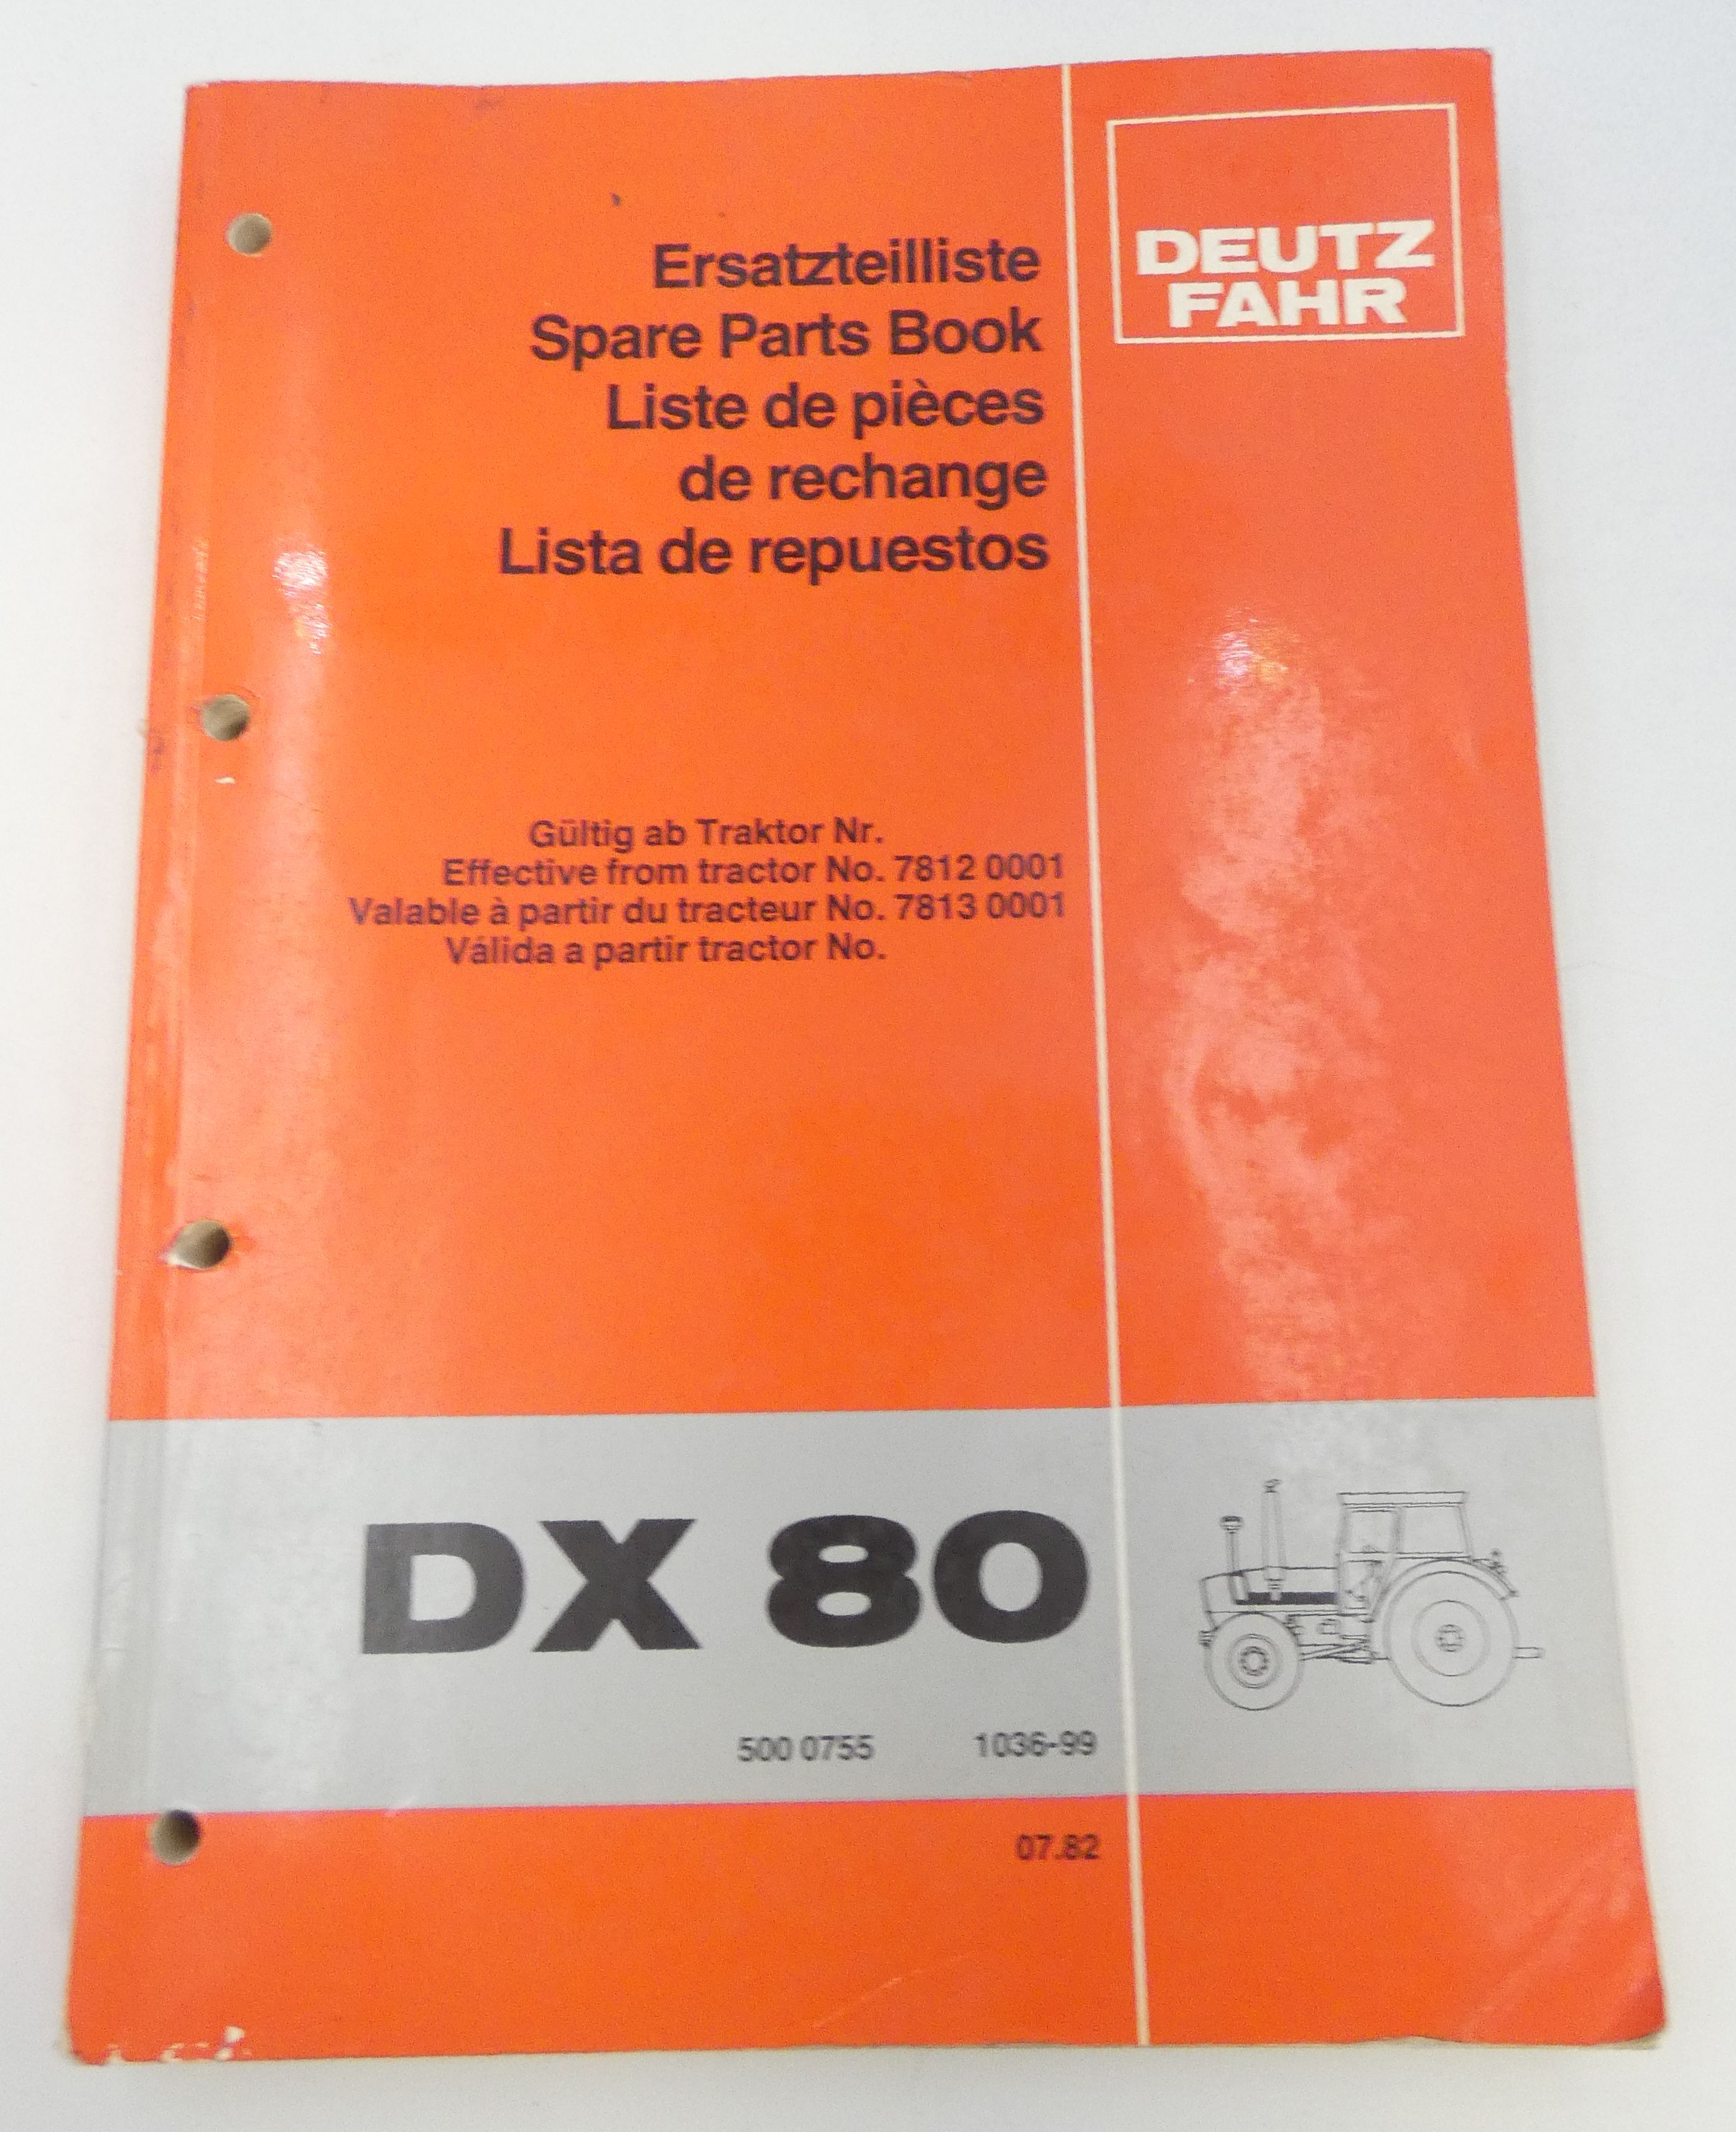 DEUTZ
FAHR
Ersatzteilliste
Spare Parts Book
Liste de pièces
de rechange
Lista de repuestos
Gültig ab Traktor Nr.
Effective from tractor No. 7812 0001
Valable à partir du tracteur No. 7813 0001
Válida a partir tractor No.
DX 80
500 0755 1036-99
07.82